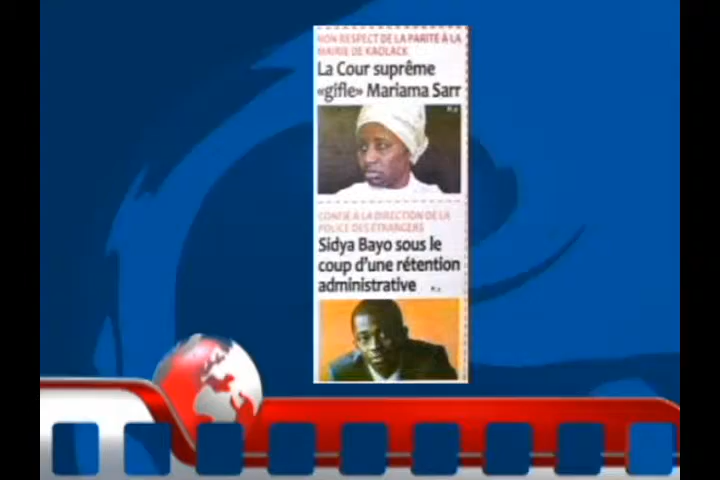 NON RESPECT DE LA PARITÉ À LA
MAIRIE DE KAOLACK
La Cour suprême
«gifle» Mariama Sarr
CONFIÉ À LA DIRECTION DE LA
POLICE DES ÉTRANGERS
Sidya Bayo sous le
coup d'une rétention
administrative